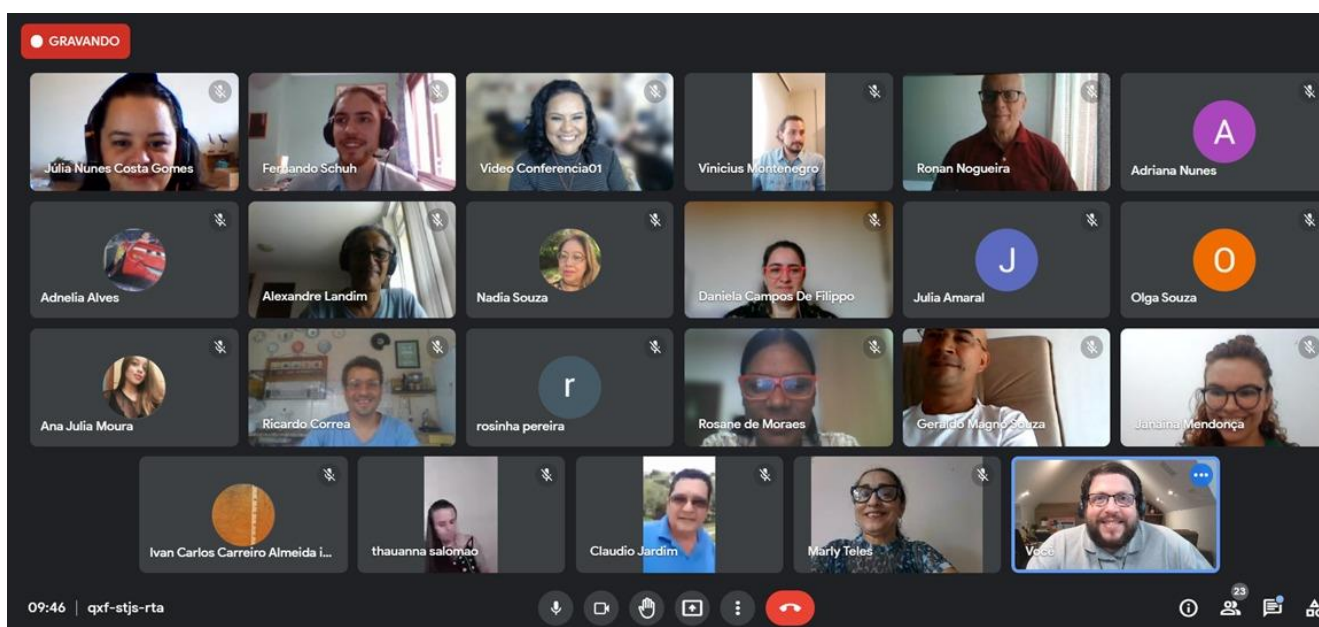 GRAVANDO
Júlia Nunes Costa Gomes
Fernando Schuh
Video Conferencia01
Vinicius Montenegro
Ronan Nogueira
A
Adriana Nunes
Adnelia Alves
Alexandre Landim
Nadia Souza
Daniela Campos De Filippo
J
Julia Amaral
O
Olga Souza
Ana Julia Moura
Ricardo Correa
r
rosinha pereira
Rosane de Moraes
Geraldo Magno Souza
Janaina Mendonça
Ivan Carlos Carreiro Almeida i...
thauanna salomao
Claudio Jardim
Marly Teles
Você
09:46 | qxf-stjs-rta
23